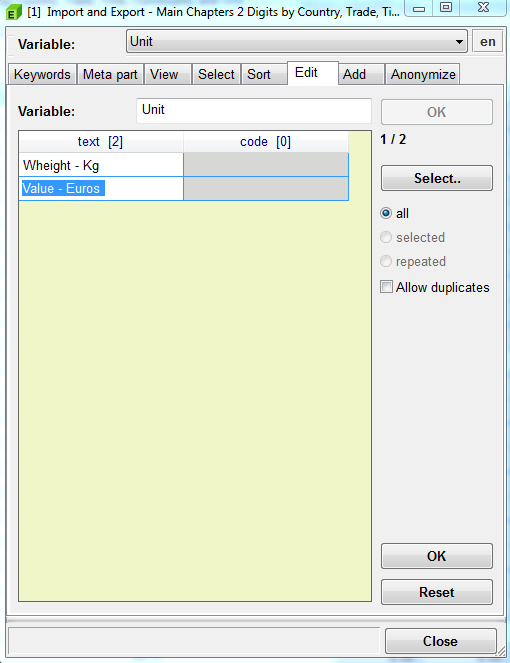 [1] Import and Export - Main Chapters 2 Digits by Country, Trade, Ti...
Variable: Unit en
Keywords Meta part View Select Sort Edit Add Anonymize
Variable: Unit OK
text [2] code [0] 1 / 2
Wheight - Kg
Value - Euros Select..
all
selected
repeated
Allow duplicates
OK
Reset
Close